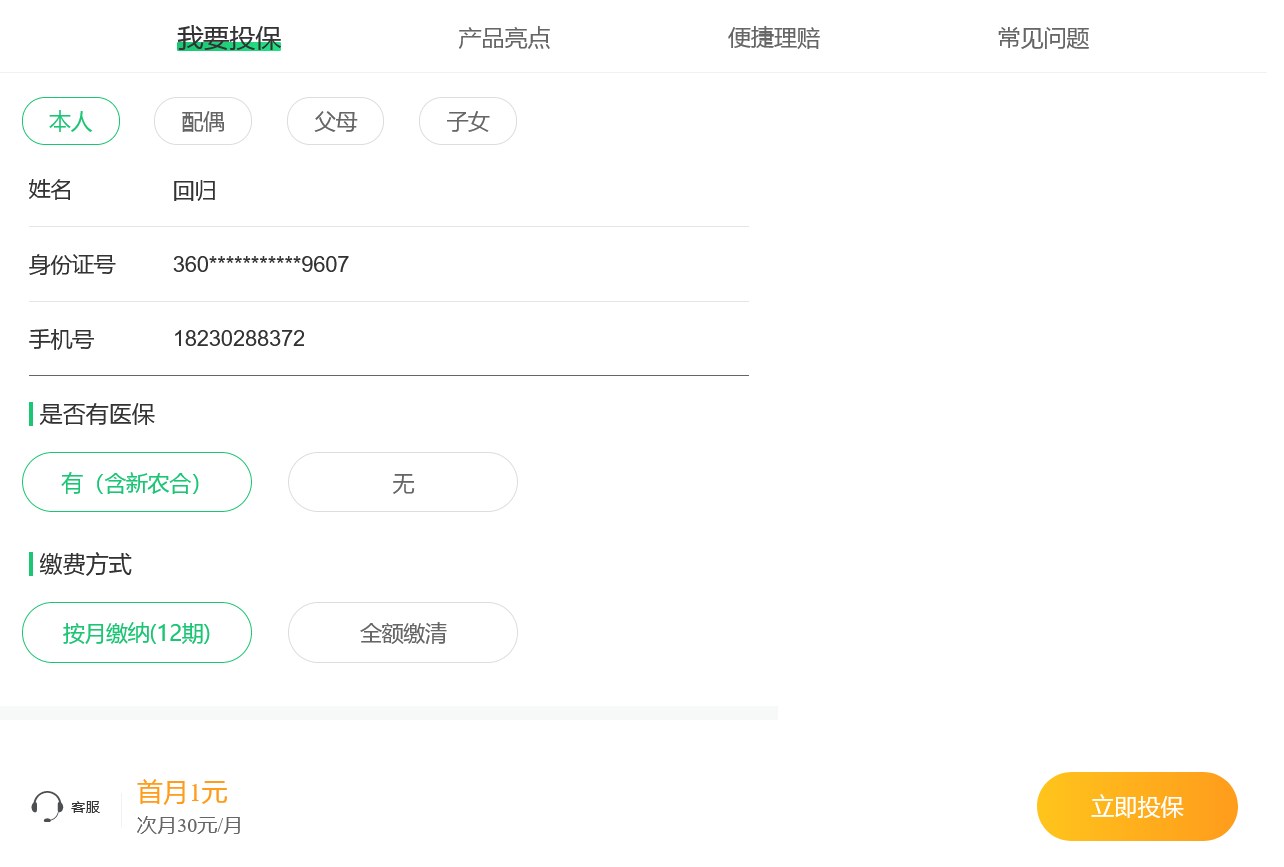 我要投保 产品亮点 便捷理赔 常见问题
本人 配偶 父母 子女
姓名 回归
身份证号 360***********9607
手机号 18230288372
是否有医保
有（含新农合） 无
缴费方式
按月缴纳(12期) 全额缴清
首月1元
客服 立即投保
次月30元/月